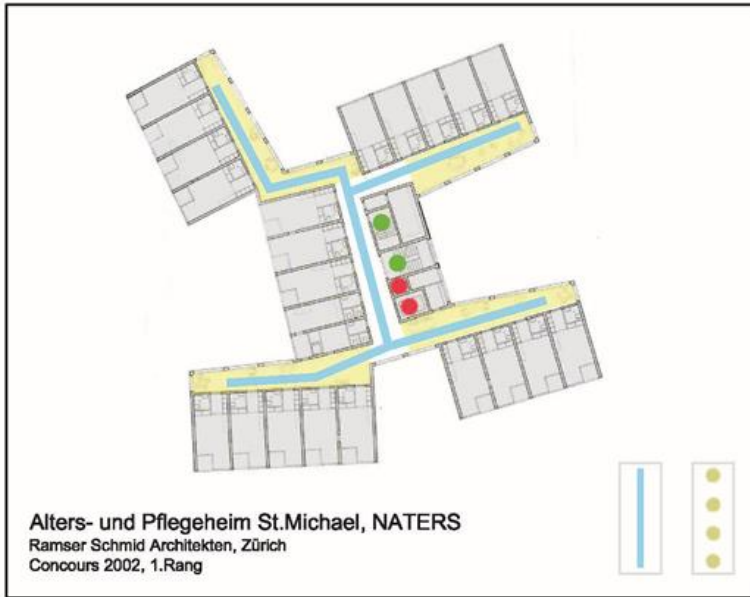 Alters- und Pflegeheim St.Michael, NATERS
Ramser Schmid Architekten, Zürich
Concours 2002, 1.Rang